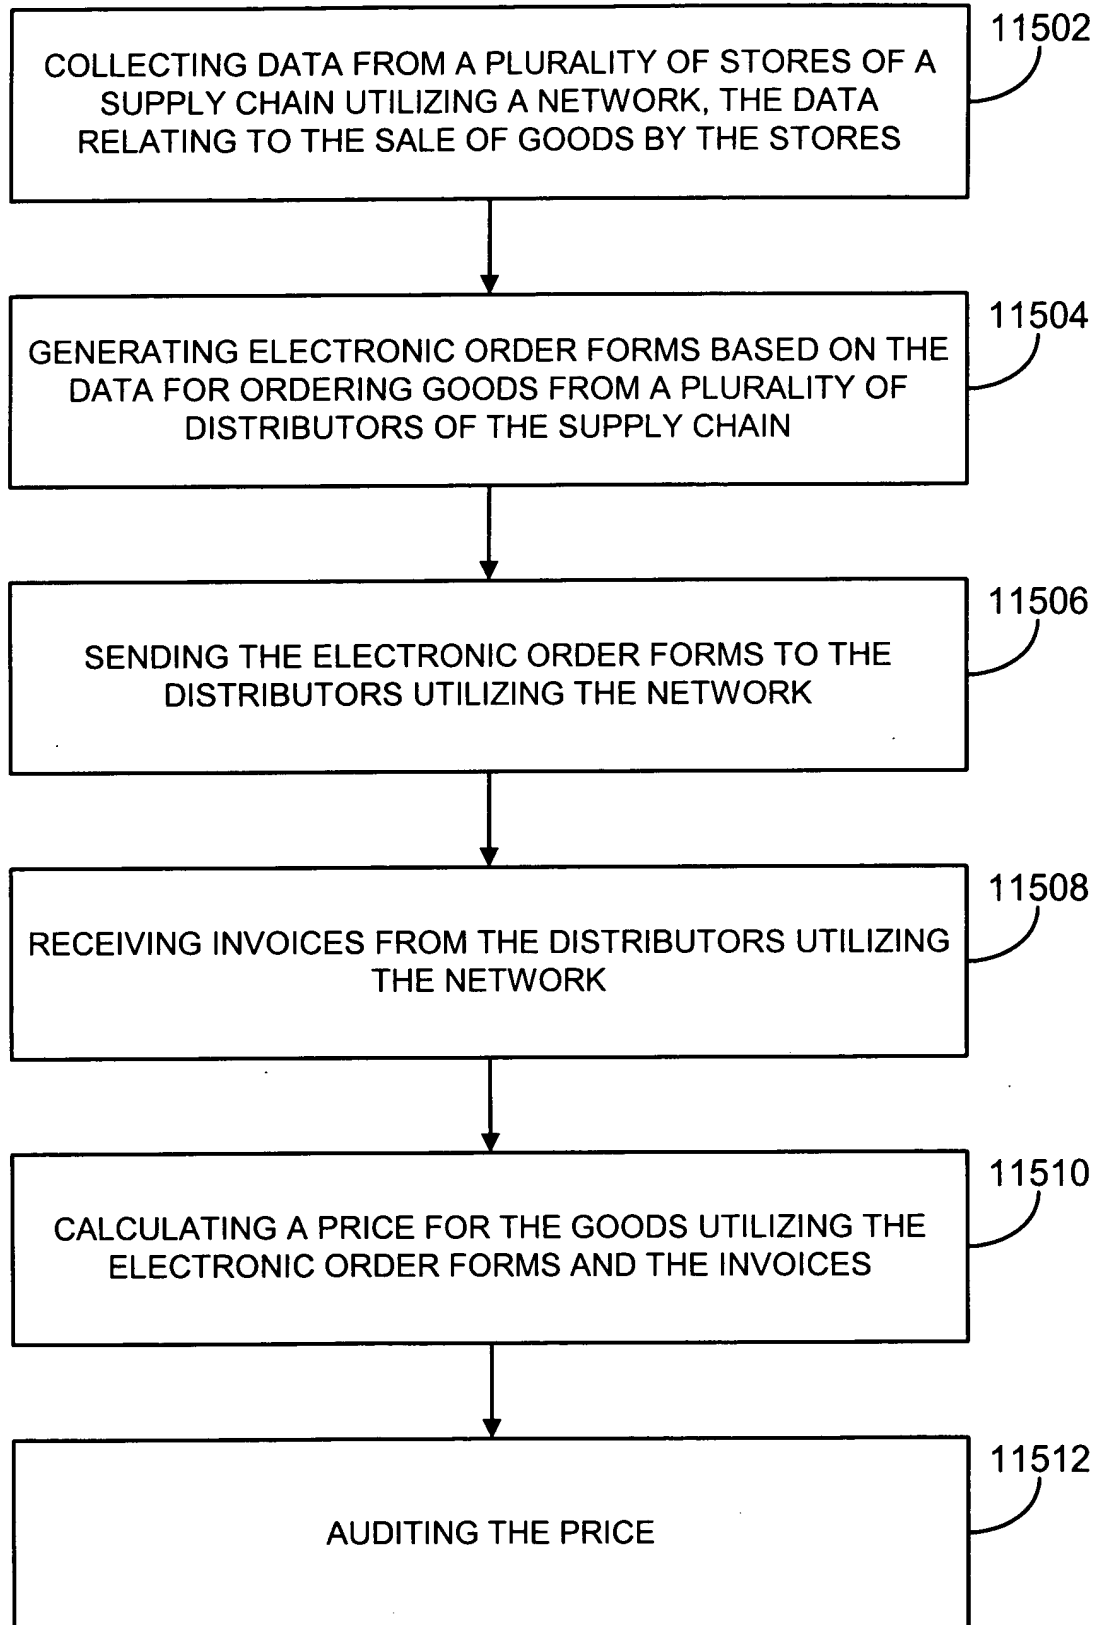 11502
COLLECTING DATA FROM A PLURALITY OF STORES OF A
SUPPLY CHAIN UTILIZING A NETWORK, THE DATA
RELATING TO THE SALE OF GOODS BY THE STORES
11504
GENERATING ELECTRONIC ORDER FORMS BASED ON THE
DATA FOR ORDERING GOODS FROM A PLURALITY OF
DISTRIBUTORS OF THE SUPPLY CHAIN
11506
SENDING THE ELECTRONIC ORDER FORMS TO THE
DISTRIBUTORS UTILIZING THE NETWORK
11508
RECEIVING INVOICES FROM THE DISTRIBUTORS UTILIZING
THE NETWORK
11510
CALCULATING A PRICE FOR THE GOODS UTILIZING THE
ELECTRONIC ORDER FORMS AND THE INVOICES
11512
AUDITING THE PRICE